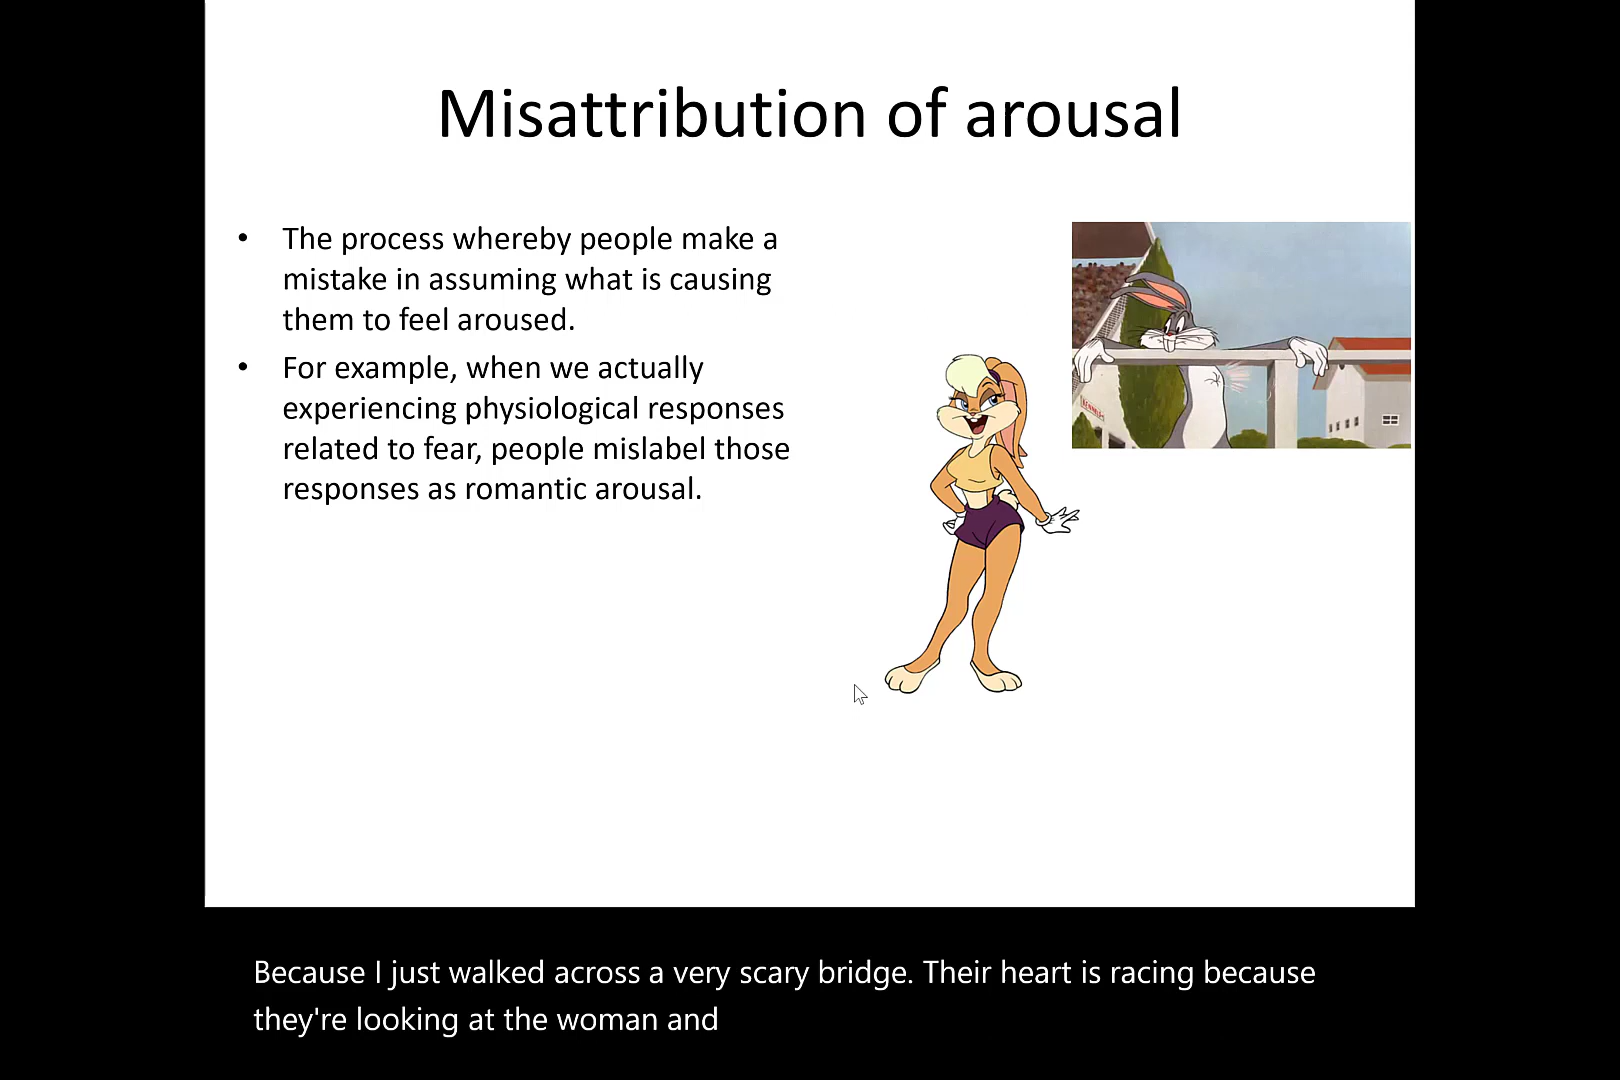 Misattribution of arousal
• The process whereby people make a
mistake in assuming what is causing
them to feel aroused.
• For example, when we actually
experiencing physiological responses
related to fear, people mislabel those
responses as romantic arousal.
Because I just walked across a very scary bridge. Their heart is racing because
they're looking at the woman and